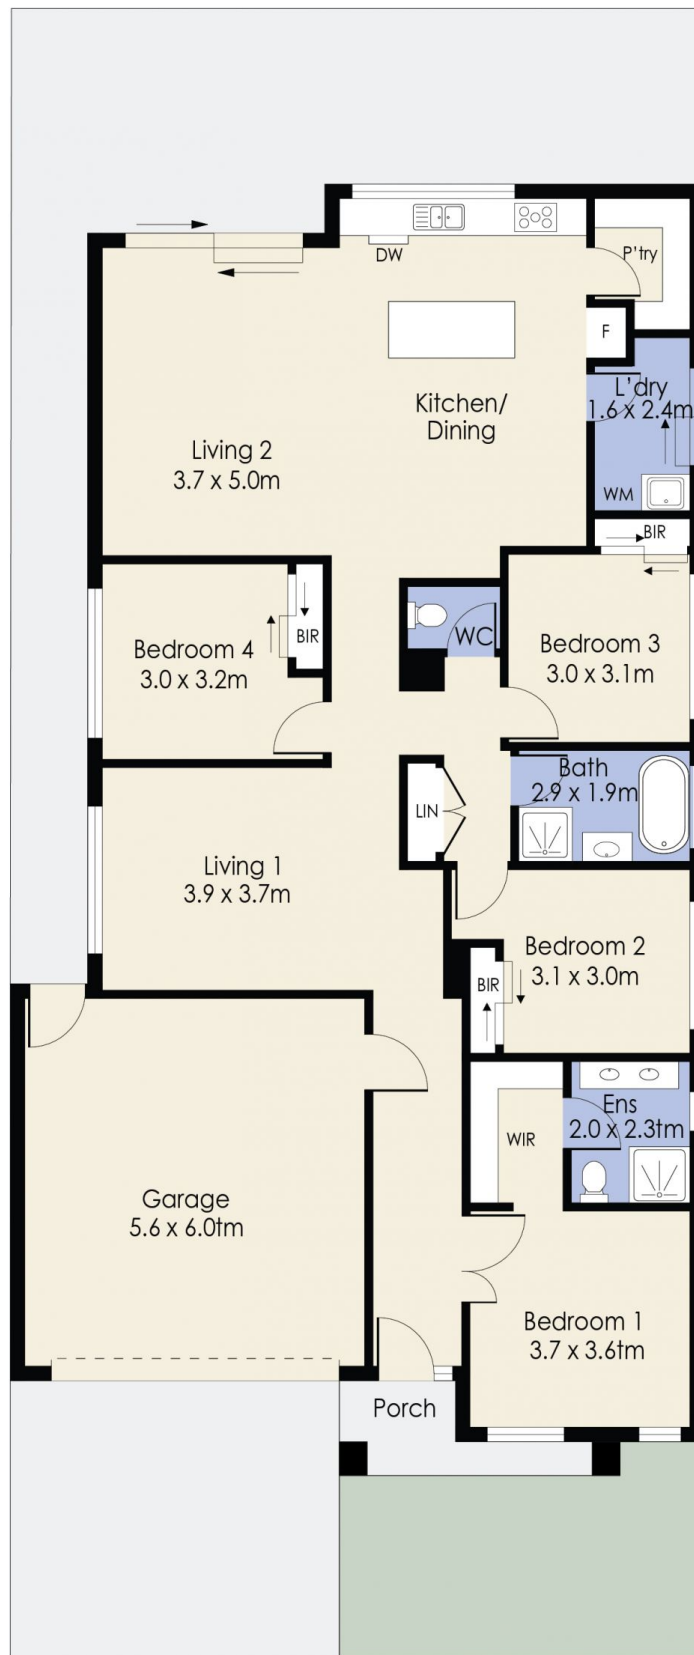 P'try
DW
F
L'dry
1.6 x 2.4m
Kitchen/
Dining
Living 2
3.7 x 5.0m
WM
BIR
Bedroom 4
3.0 x 3.2m
BIR
WC
Bedroom 3
3.0 x 3.1m
Bath
2.9 x 1.9m
LIN
Living 1
3.9 x 3.7m
Bedroom 2
3.1 x 3.0m
BIR
Ens
2.0 x 2.3tm
WIR
Garage
5.6 x 6.0tm
Bedroom 1
3.7 x 3.6tm
Porch